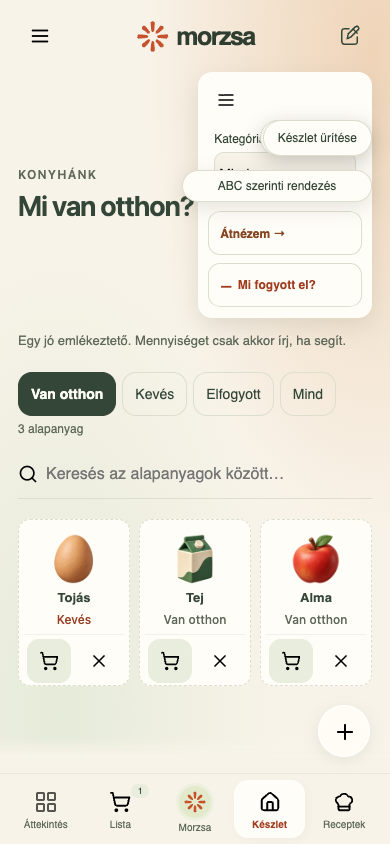 morzsa
Készlet ürítése
ABC szerinti rendezés
KONYHÁNK
Mi van otthon?
Átnézem →
— Mi fogyott el?
Egy jó emlékeztető. Mennyiséget csak akkor írj, ha segít.
Van otthon
Kevés
Elfogyott
Mind
3 alapanyag
Keresés az alapanyagok között…
Tojás
Tej
Alma
Kevés
Van otthon
Van otthon
1
Áttekintés
Lista
Morzsa
Készlet
Receptek